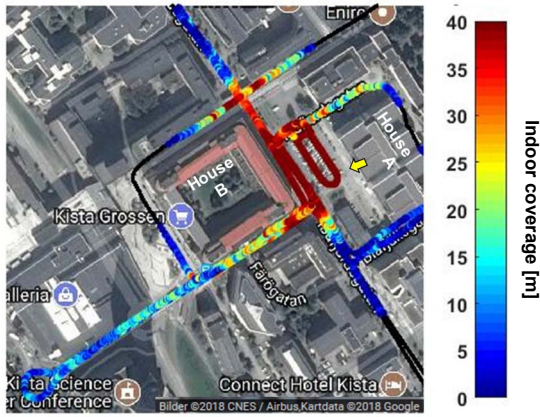 Eniro
House
A
House
B
Kista Grossen
alleria
Färögatan
Kista Science
er Conference
Connect Hotel Kista
Bilder ©2018 CNES / Airbus,Kartdata ©2018 Google
40
35
30
25
20
15
10
5
0
Indoor coverage [m]